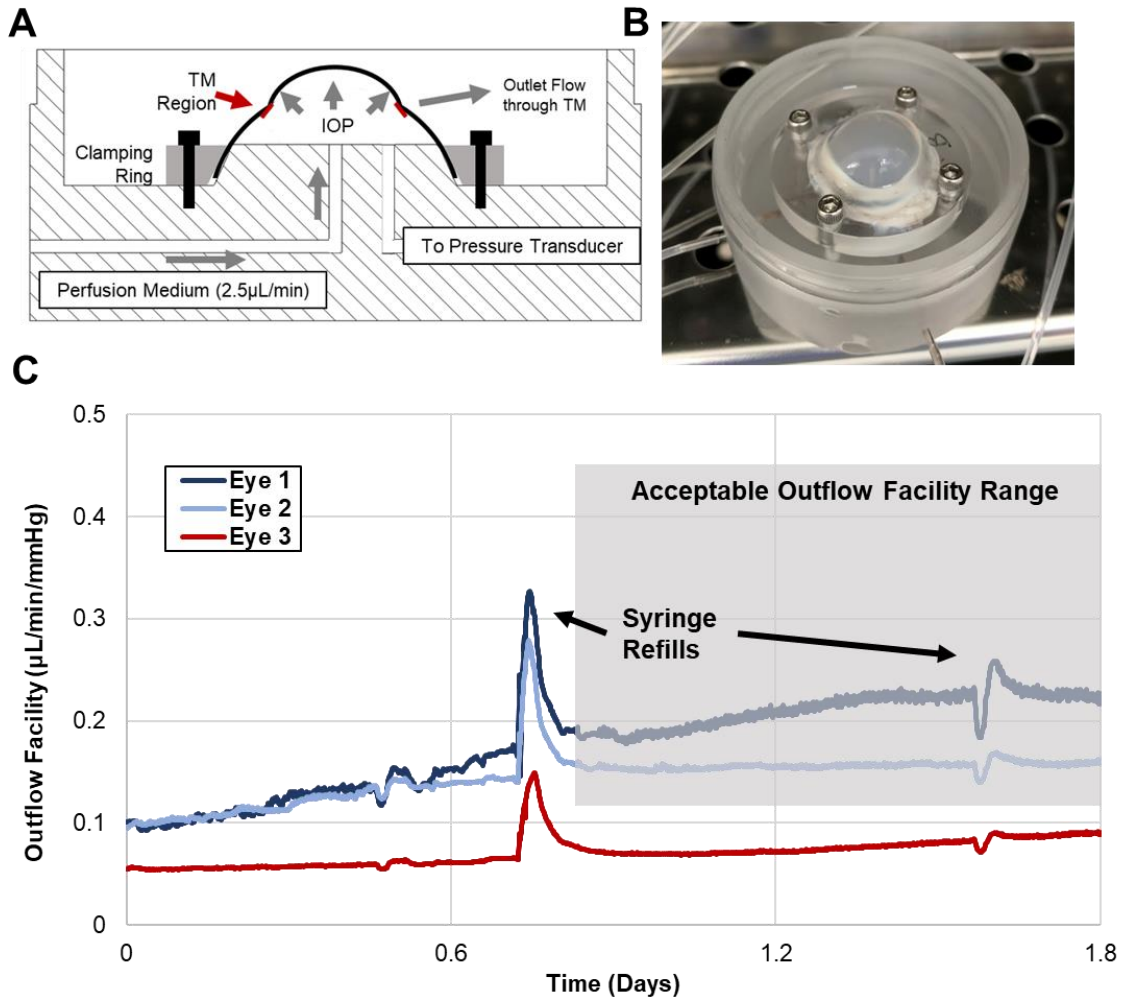 A
TM
Region
IOP
Outlet Flow
through TM
Clamping
Ring
To Pressure Transducer
Perfusion Medium (2.5µL/min)
B
C
Outflow Facility (µL/min/mmHg)
0.5
0.4
0.3
0.2
0.1
0
Eye 1
Eye 2
Eye 3
Acceptable Outflow Facility Range
Syringe
Refills
0
0.6
1.2
1.8
Time (Days)